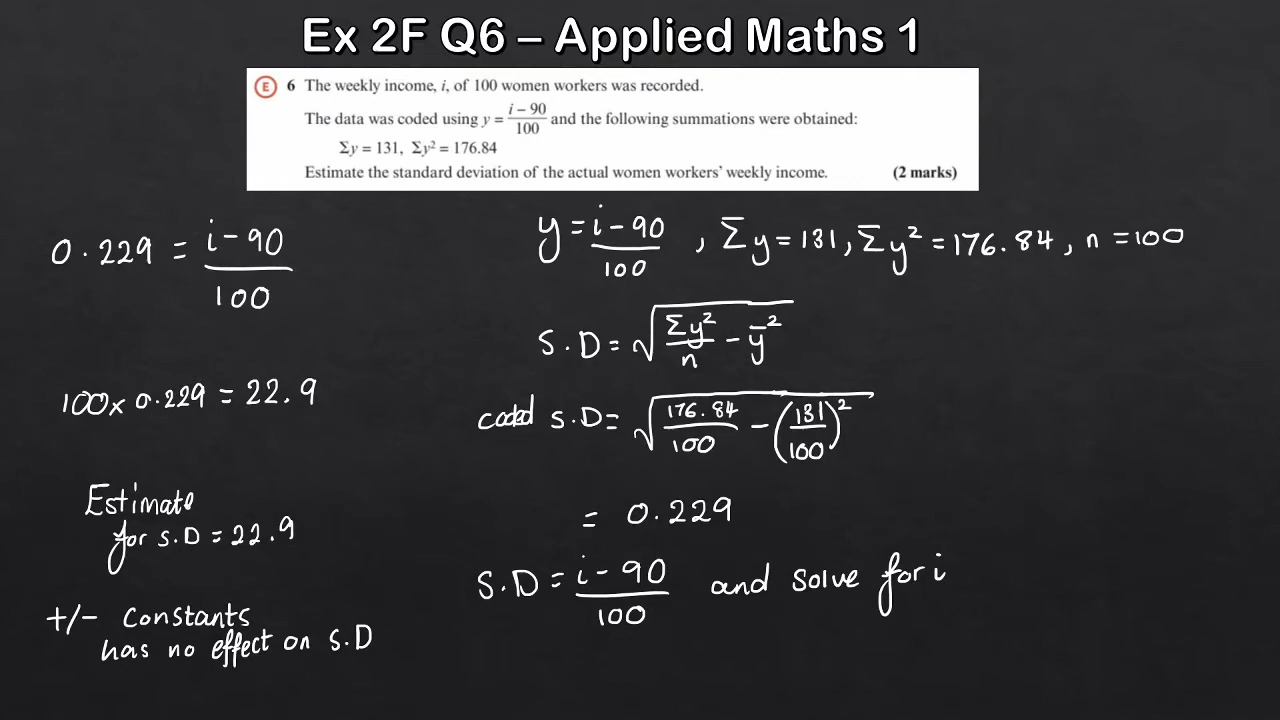 Ex 2F Q6 – Applied Maths 1
E 6 The weekly income, i, of 100 women workers was recorded.
The data was coded using y = (i − 90)/100 and the following summations were obtained:
Σy = 131, Σy² = 176.84
Estimate the standard deviation of the actual women workers' weekly income. (2 marks)
y = (i − 90)/100 , Σy = 131, Σy² = 176.84, n = 100
S.D = √(Σy²/n − ȳ²)
coded S.D = √(176.84/100 − (131/100)²)
= 0.229
S.D = (i − 90)/100 and solve for i
0.229 = (i − 90)/100
100 x 0.229 = 22.9
Estimate
for S.D = 22.9
+/- Constants
has no effect on S.D